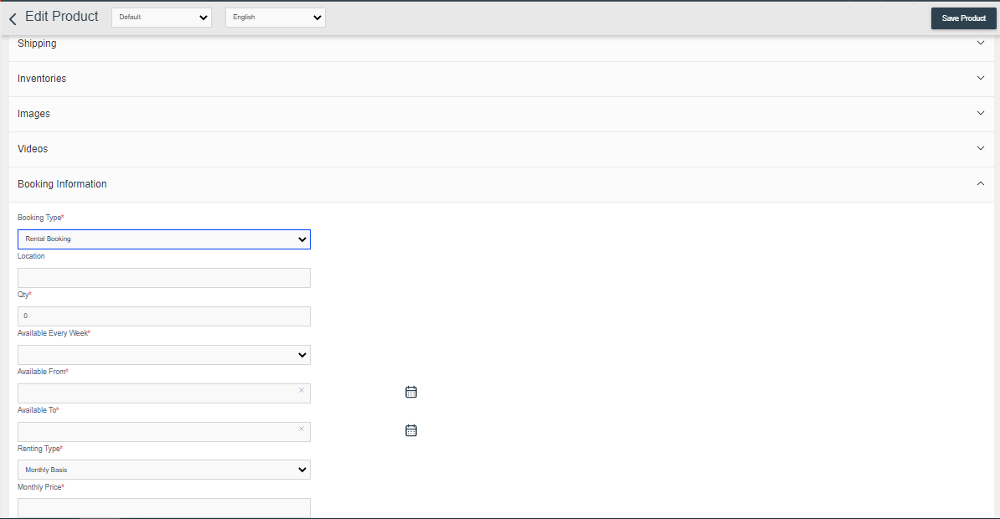 Edit Product
Default
English
Save Product
Shipping
Inventories
Images
Videos
Booking Information
Booking Type*
Rental Booking
Location
Qty*
0
Available Every Week*
Available From*
Available To*
Renting Type*
Monthly Basis
Monthly Price*